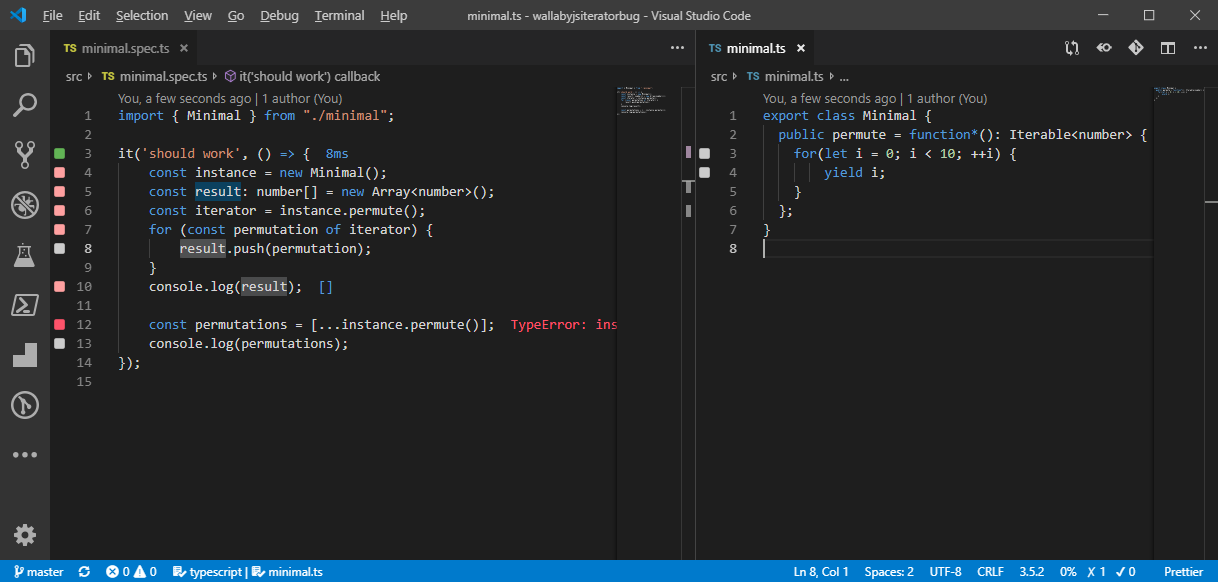 File Edit Selection View Go Debug Terminal Help minimal.ts - wallabyjsiteratorbug - Visual Studio Code
TS minimal.spec.ts ×
src › TS minimal.spec.ts › it('should work') callback
You, a few seconds ago | 1 author (You)
1 import { Minimal } from "./minimal";
2
3 it('should work', () => { 8ms
4 const instance = new Minimal();
5 const result: number[] = new Array<number>();
6 const iterator = instance.permute();
7 for (const permutation of iterator) {
8 result.push(permutation);
9 }
10 console.log(result); []
11
12 const permutations = [...instance.permute()]; TypeError: ins
13 console.log(permutations);
14 });
15
TS minimal.ts ×
src › TS minimal.ts › ...
You, a few seconds ago | 1 author (You)
1 export class Minimal {
2 public permute = function*(): Iterable<number> {
3 for(let i = 0; i < 10; ++i) {
4 yield i;
5 }
6 };
7 }
8
master 0 0 typescript | minimal.ts Ln 8, Col 1 Spaces: 2 UTF-8 CRLF 3.5.2 0% ✗ 1 ✓ 0 Prettier